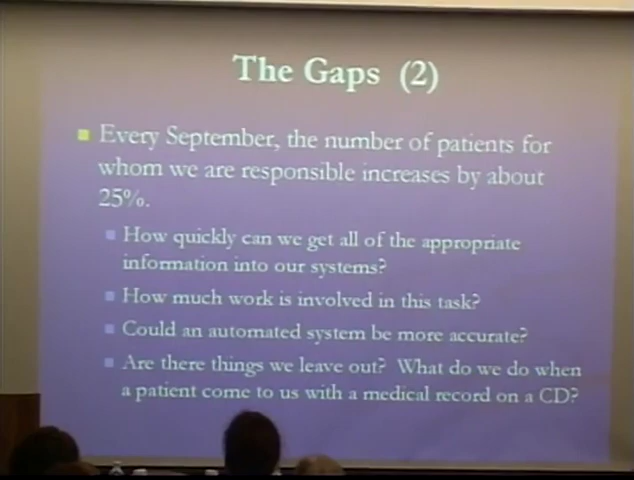 The Gaps (2)
Every September, the number of patients for
whom we are responsible increases by about
25%.
How quickly can we get all of the appropriate
information into our systems?
How much work is involved in this task?
Could an automated system be more accurate?
Are there things we leave out? What do we do when
a patient come to us with a medical record on a CD?